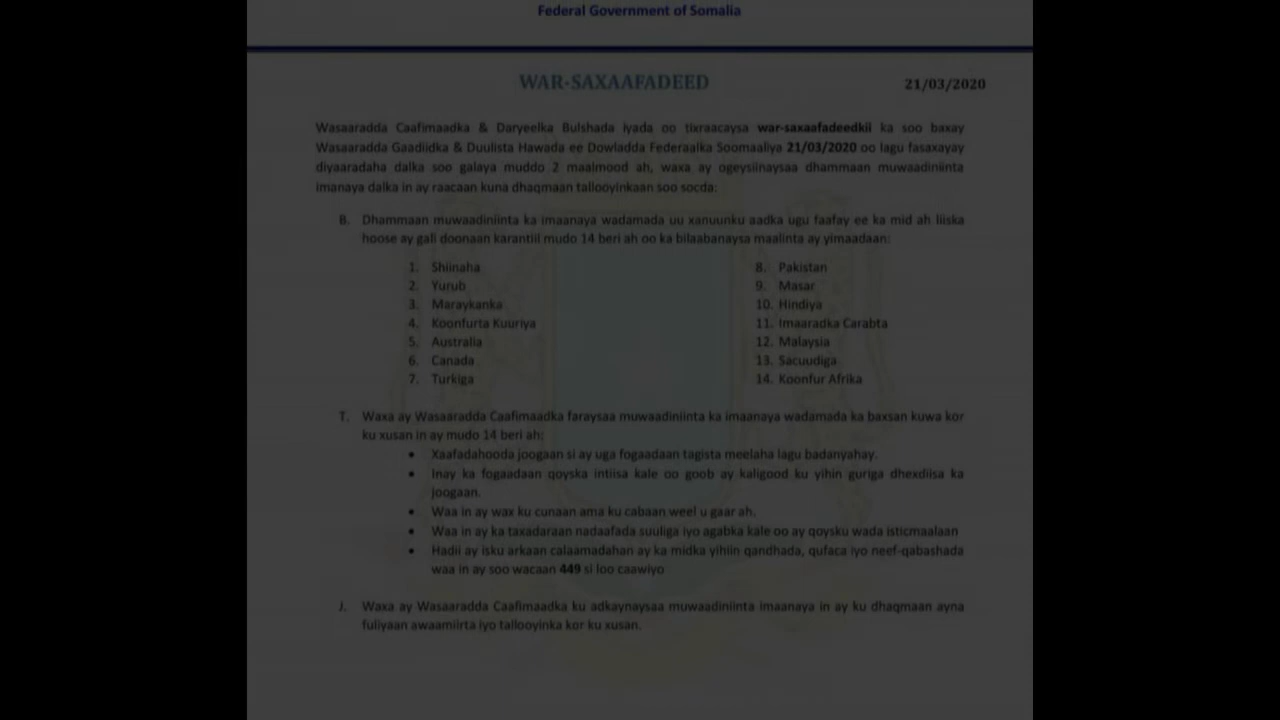 Federal Government of Somalia
WAR-SAXAAFADEED
21/03/2020
Wasaaradda Caafimaadka & Daryeelka Bulshada iyada oo tixraacaysa war-saxaafadeedkii ka soo baxay
Wasaaradda Gaadiidka & Duulista Hawada ee Dowladda Federaalka Soomaaliya 21/03/2020 oo lagu fasaxayay
diyaaradaha dalka soo galaya muddo 2 maalmood ah, waxa ay ogeysiinaysaa dhammaan muwaadiniinta
imanaya dalka in ay raacaan kuna dhaqmaan tallooyinkaan soo socda:
B. Dhammaan muwaadiniinta ka imaanaya wadamada uu xanuunku aadka ugu faafay ee ka mid ah liiska
hoose ay gali doonaan karantiil mudo 14 beri ah oo ka bilaabanaysa maalinta ay yimaadaan:
1. Shiinaha
2. Yurub
3. Maraykanka
4. Koonfurta Kuuriya
5. Australia
6. Canada
7. Turkiga
8. Pakistan
9. Masar
10. Hindiya
11. Imaaradka Carabta
12. Malaysia
13. Sacuudiga
14. Koonfur Afrika
T. Waxa ay Wasaaradda Caafimaadka faraysaa muwaadiniinta ka imaanaya wadamada ka baxsan kuwa kor
ku xusan in ay mudo 14 beri ah:
• Xaafadahooda joogaan si ay uga fogaadaan tagista meelaha lagu badanyahay.
• Inay ka fogaadaan qoyska intiisa kale oo goob ay kaligood ku yihin guriga dhexdiisa ka
joogaan.
• Waa in ay wax ku cunaan ama ku cabaan weel u gaar ah.
• Waa in ay ka taxadaraan nadaafada suuliga iyo agabka kale oo ay qoysku wada isticmaalaan
• Hadii ay isku arkaan calaamadahan ay ka midka yihiin qandhada, qufaca iyo neef-qabashada
waa in ay soo wacaan 449 si loo caawiyo
J. Waxa ay Wasaaradda Caafimaadka ku adkaynaysaa muwaadiniinta imaanaya in ay ku dhaqmaan ayna
fuliyaan awaamiirta iyo tallooyinka kor ku xusan.